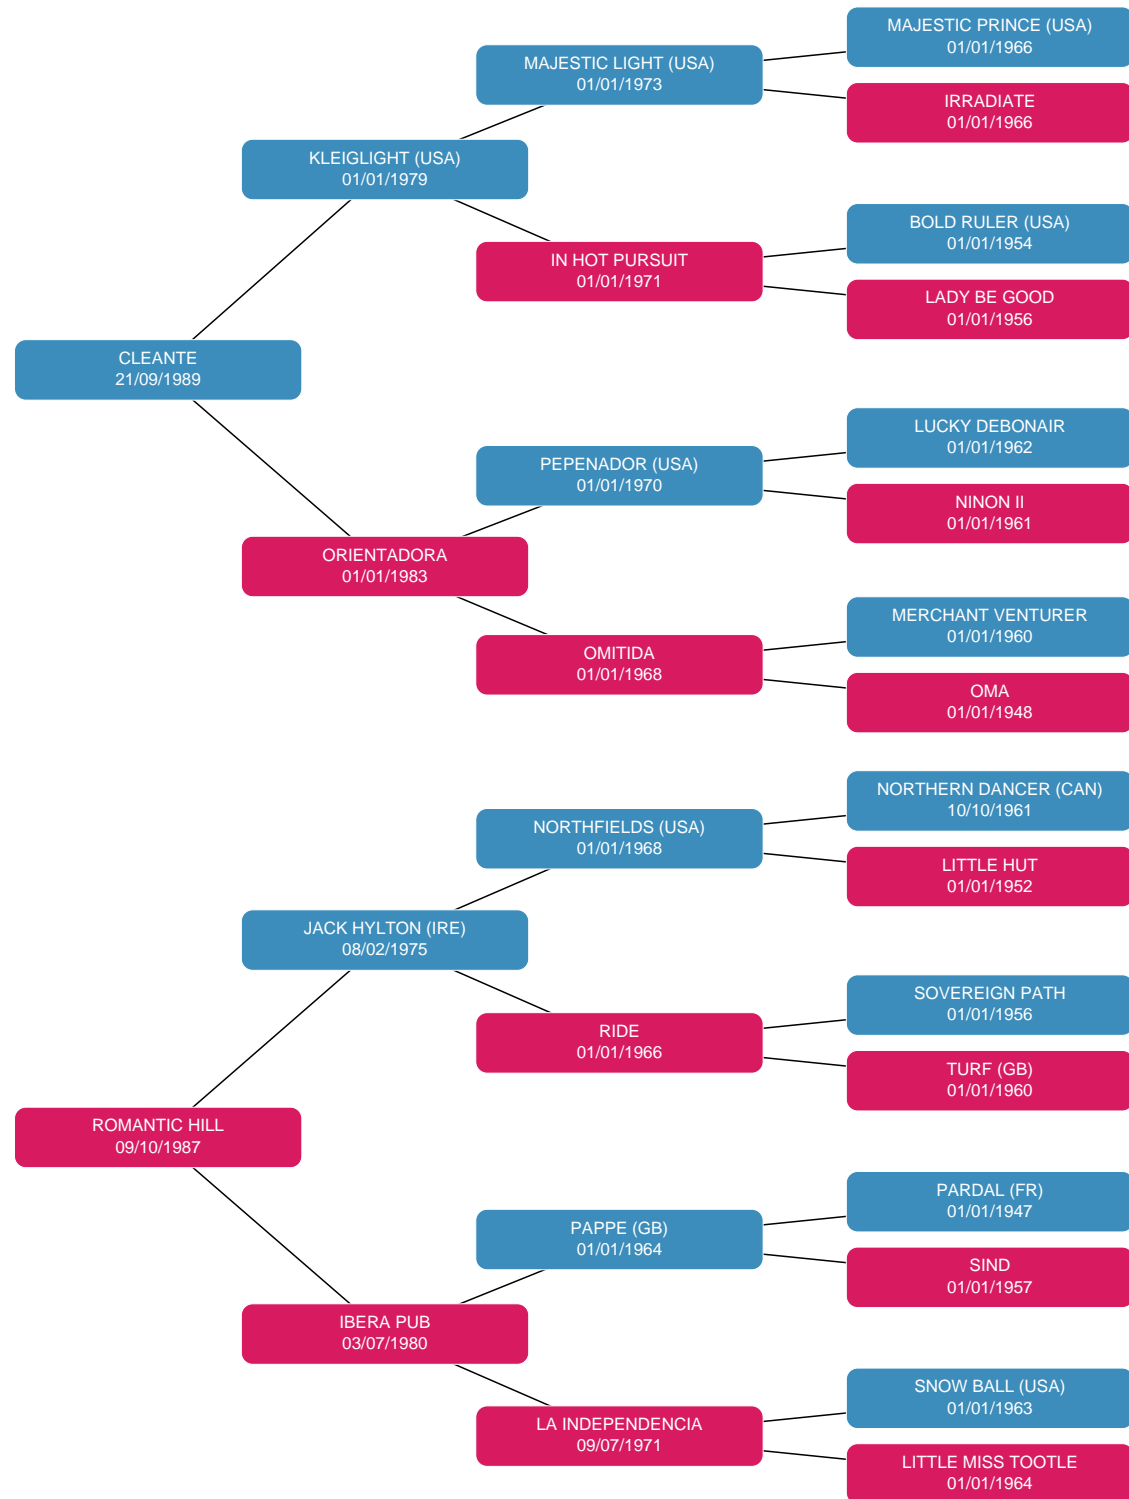 MAJESTIC PRINCE (USA)
01/01/1966
MAJESTIC LIGHT (USA)
01/01/1973
IRRADIATE
01/01/1966
KLEIGLIGHT (USA)
01/01/1979
BOLD RULER (USA)
01/01/1954
IN HOT PURSUIT
01/01/1971
LADY BE GOOD
01/01/1956
CLEANTE
21/09/1989
LUCKY DEBONAIR
01/01/1962
PEPENADOR (USA)
01/01/1970
NINON II
01/01/1961
ORIENTADORA
01/01/1983
MERCHANT VENTURER
01/01/1960
OMITIDA
01/01/1968
OMA
01/01/1948
NORTHERN DANCER (CAN)
10/10/1961
NORTHFIELDS (USA)
01/01/1968
LITTLE HUT
01/01/1952
JACK HYLTON (IRE)
08/02/1975
SOVEREIGN PATH
01/01/1956
RIDE
01/01/1966
TURF (GB)
01/01/1960
ROMANTIC HILL
09/10/1987
PARDAL (FR)
01/01/1947
PAPPE (GB)
01/01/1964
SIND
01/01/1957
IBERA PUB
03/07/1980
SNOW BALL (USA)
01/01/1963
LA INDEPENDENCIA
09/07/1971
LITTLE MISS TOOTLE
01/01/1964